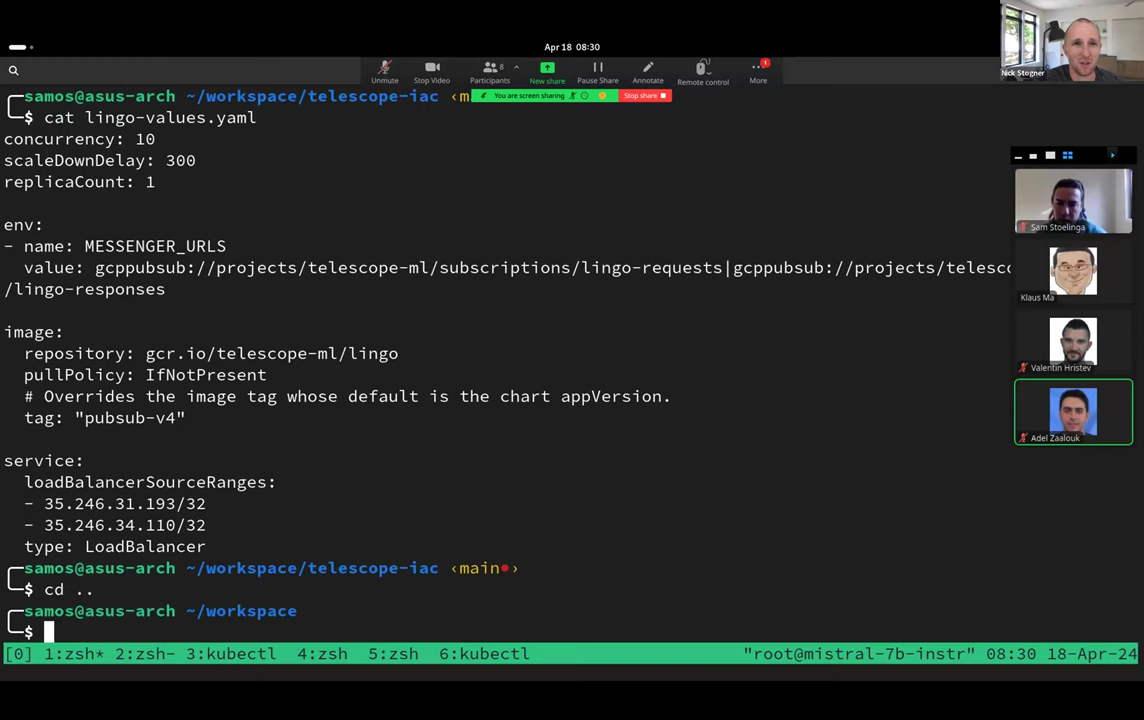 Apr 18 08:30
Nick Stogner
Unmute
Stop Video
Participants
8
New share
Pause Share
Annotate
Remote control
More
1
You are screen sharing
Stop share
samos@asus-arch ~/workspace/telescope-iac ‹m
$ cat lingo-values.yaml
concurrency: 10
scaleDownDelay: 300
replicaCount: 1
env:
- name: MESSENGER_URLS
value: gcppubsub://projects/telescope-ml/subscriptions/lingo-requests|gcppubsub://projects/telesco
/lingo-responses
image:
repository: gcr.io/telescope-ml/lingo
pullPolicy: IfNotPresent
# Overrides the image tag whose default is the chart appVersion.
tag: "pubsub-v4"
service:
loadBalancerSourceRanges:
- 35.246.31.193/32
- 35.246.34.110/32
type: LoadBalancer
samos@asus-arch ~/workspace/telescope-iac ‹main●›
$ cd ..
samos@asus-arch ~/workspace
$
[0] 1:zsh* 2:zsh- 3:kubectl 4:zsh 5:zsh 6:kubectl "root@mistral-7b-instr" 08:30 18-Apr-24
Sam Stoelinga
Klaus Ma
Valentin Hristev
Adel Zaalouk